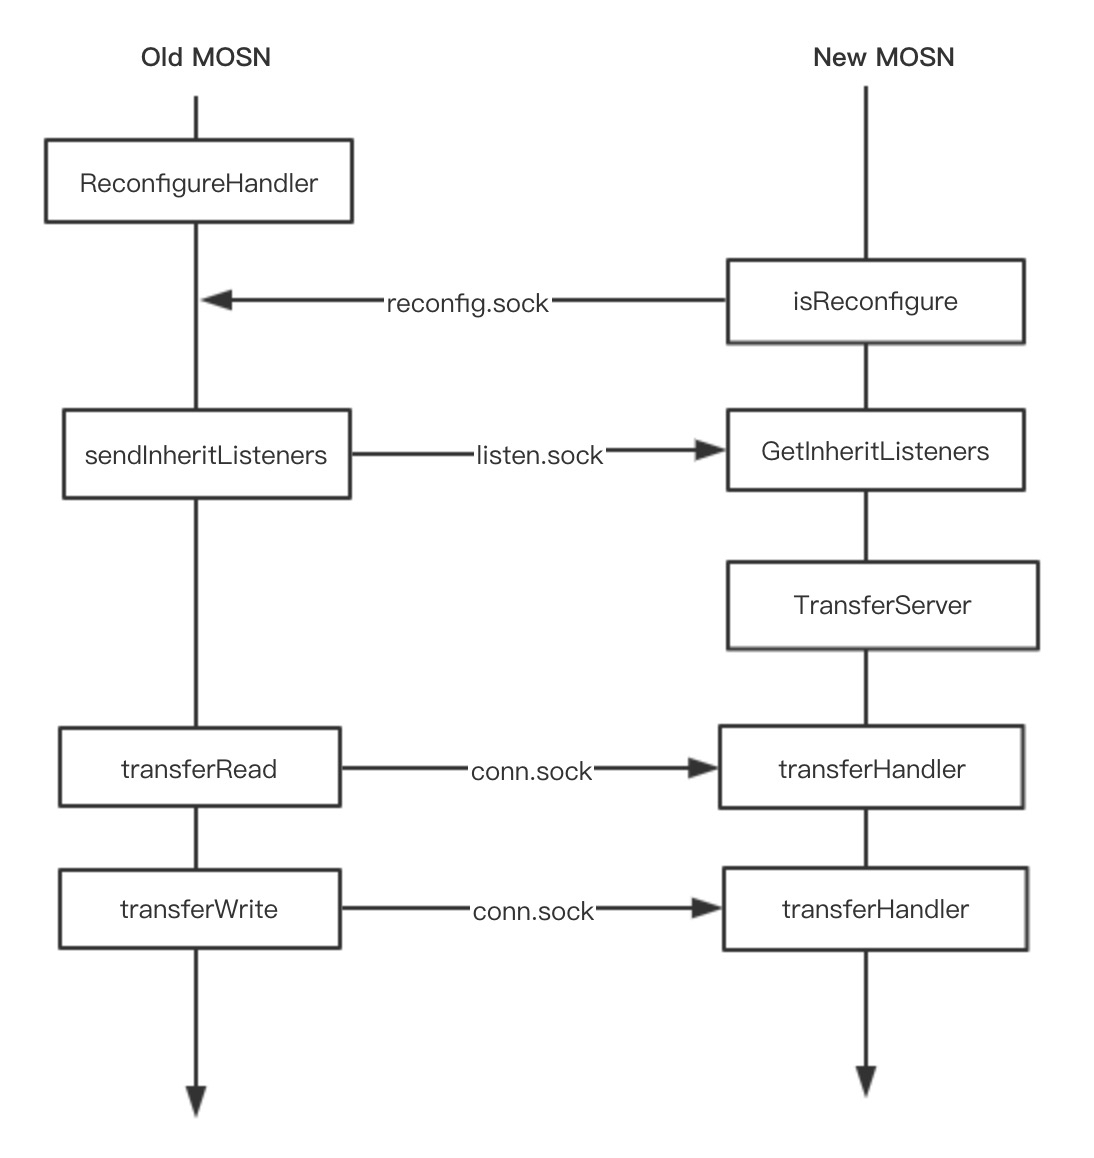 Old MOSN
New MOSN
ReconfigureHandler
reconfig.sock
isReconfigure
sendInheritListeners
listen.sock
GetInheritListeners
TransferServer
transferRead
conn.sock
transferHandler
transferWrite
conn.sock
transferHandler